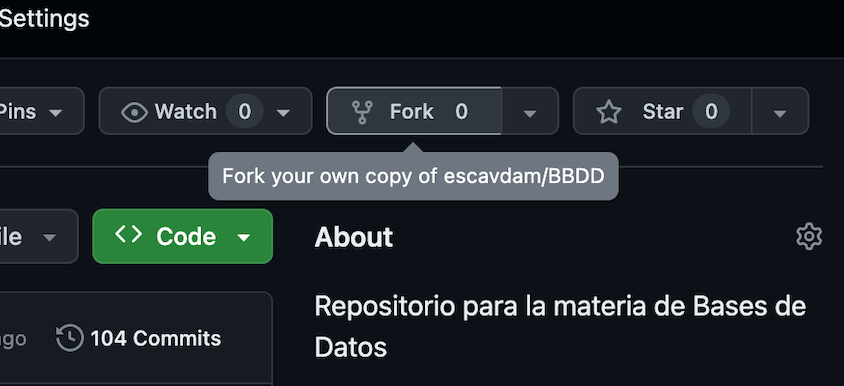 Settings
Pins
Watch 0
Fork 0
Star 0
Fork your own copy of escavdam/BBDD
Code
About
Repositorio para la materia de Bases de
Datos
ago
104 Commits